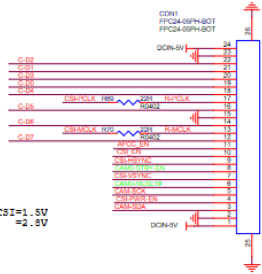 CON1
FPC24-05PH-BOT
FPC24-05PH-BOT
26
DCIN-5V
24
23
C-D2 22
C-D1 21
C-D3 20
C-D0 19
C-D4 18
CSI-PCLK R69 22R R-PCLK 17
C-D5 R0402 16
15
C-D6 14
CSI-MCLK R70 22R R-MCLK 13
C-D7 R0402 12
AFCC_EN 11
CSI_EN 10
CSI-HSYNC 9
8
CSI-VSYNC 7
6
CAM-SCK 5
CSI-PWR-EN 4
CAM-SDA 3
2
DCIN-5V 1
CSI=1.5V
=2.8V
25